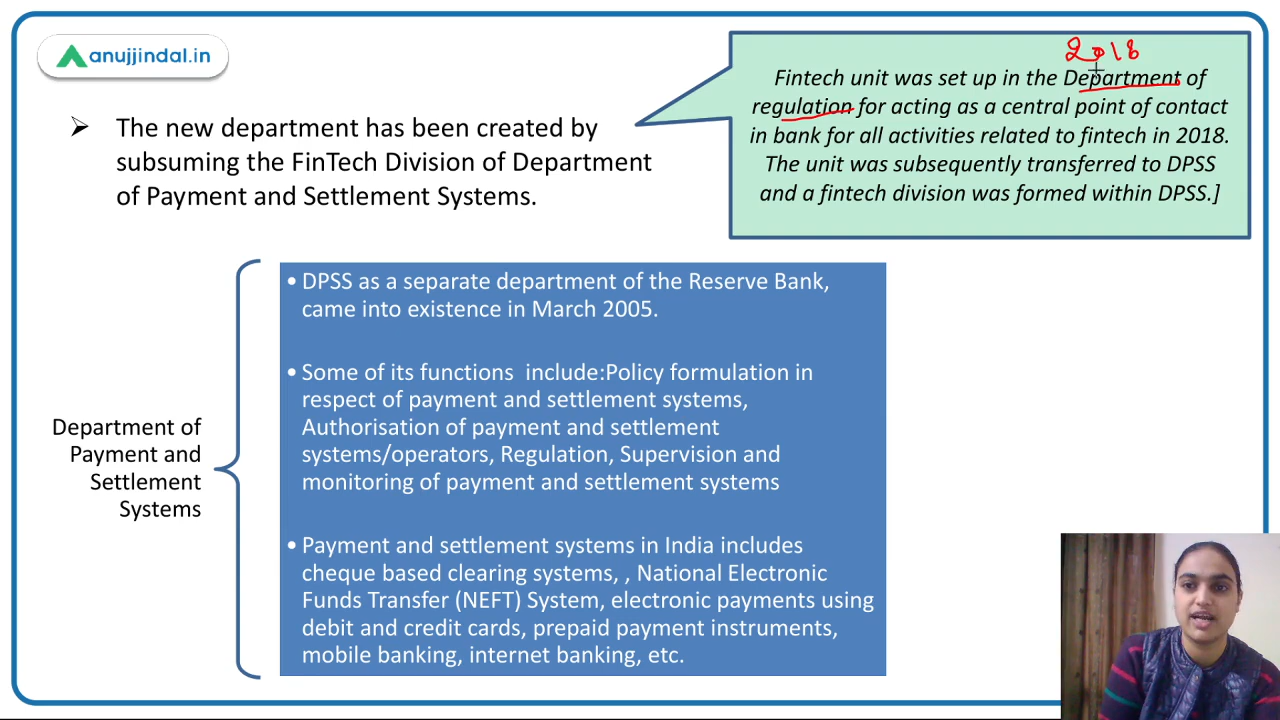 anujjindal.in
2018
Fintech unit was set up in the Department of
regulation for acting as a central point of contact
in bank for all activities related to fintech in 2018.
The unit was subsequently transferred to DPSS
and a fintech division was formed within DPSS.]
The new department has been created by
subsuming the FinTech Division of Department
of Payment and Settlement Systems.
Department of
Payment and
Settlement
Systems
• DPSS as a separate department of the Reserve Bank,
came into existence in March 2005.
• Some of its functions include:Policy formulation in
respect of payment and settlement systems,
Authorisation of payment and settlement
systems/operators, Regulation, Supervision and
monitoring of payment and settlement systems
• Payment and settlement systems in India includes
cheque based clearing systems, , National Electronic
Funds Transfer (NEFT) System, electronic payments using
debit and credit cards, prepaid payment instruments,
mobile banking, internet banking, etc.